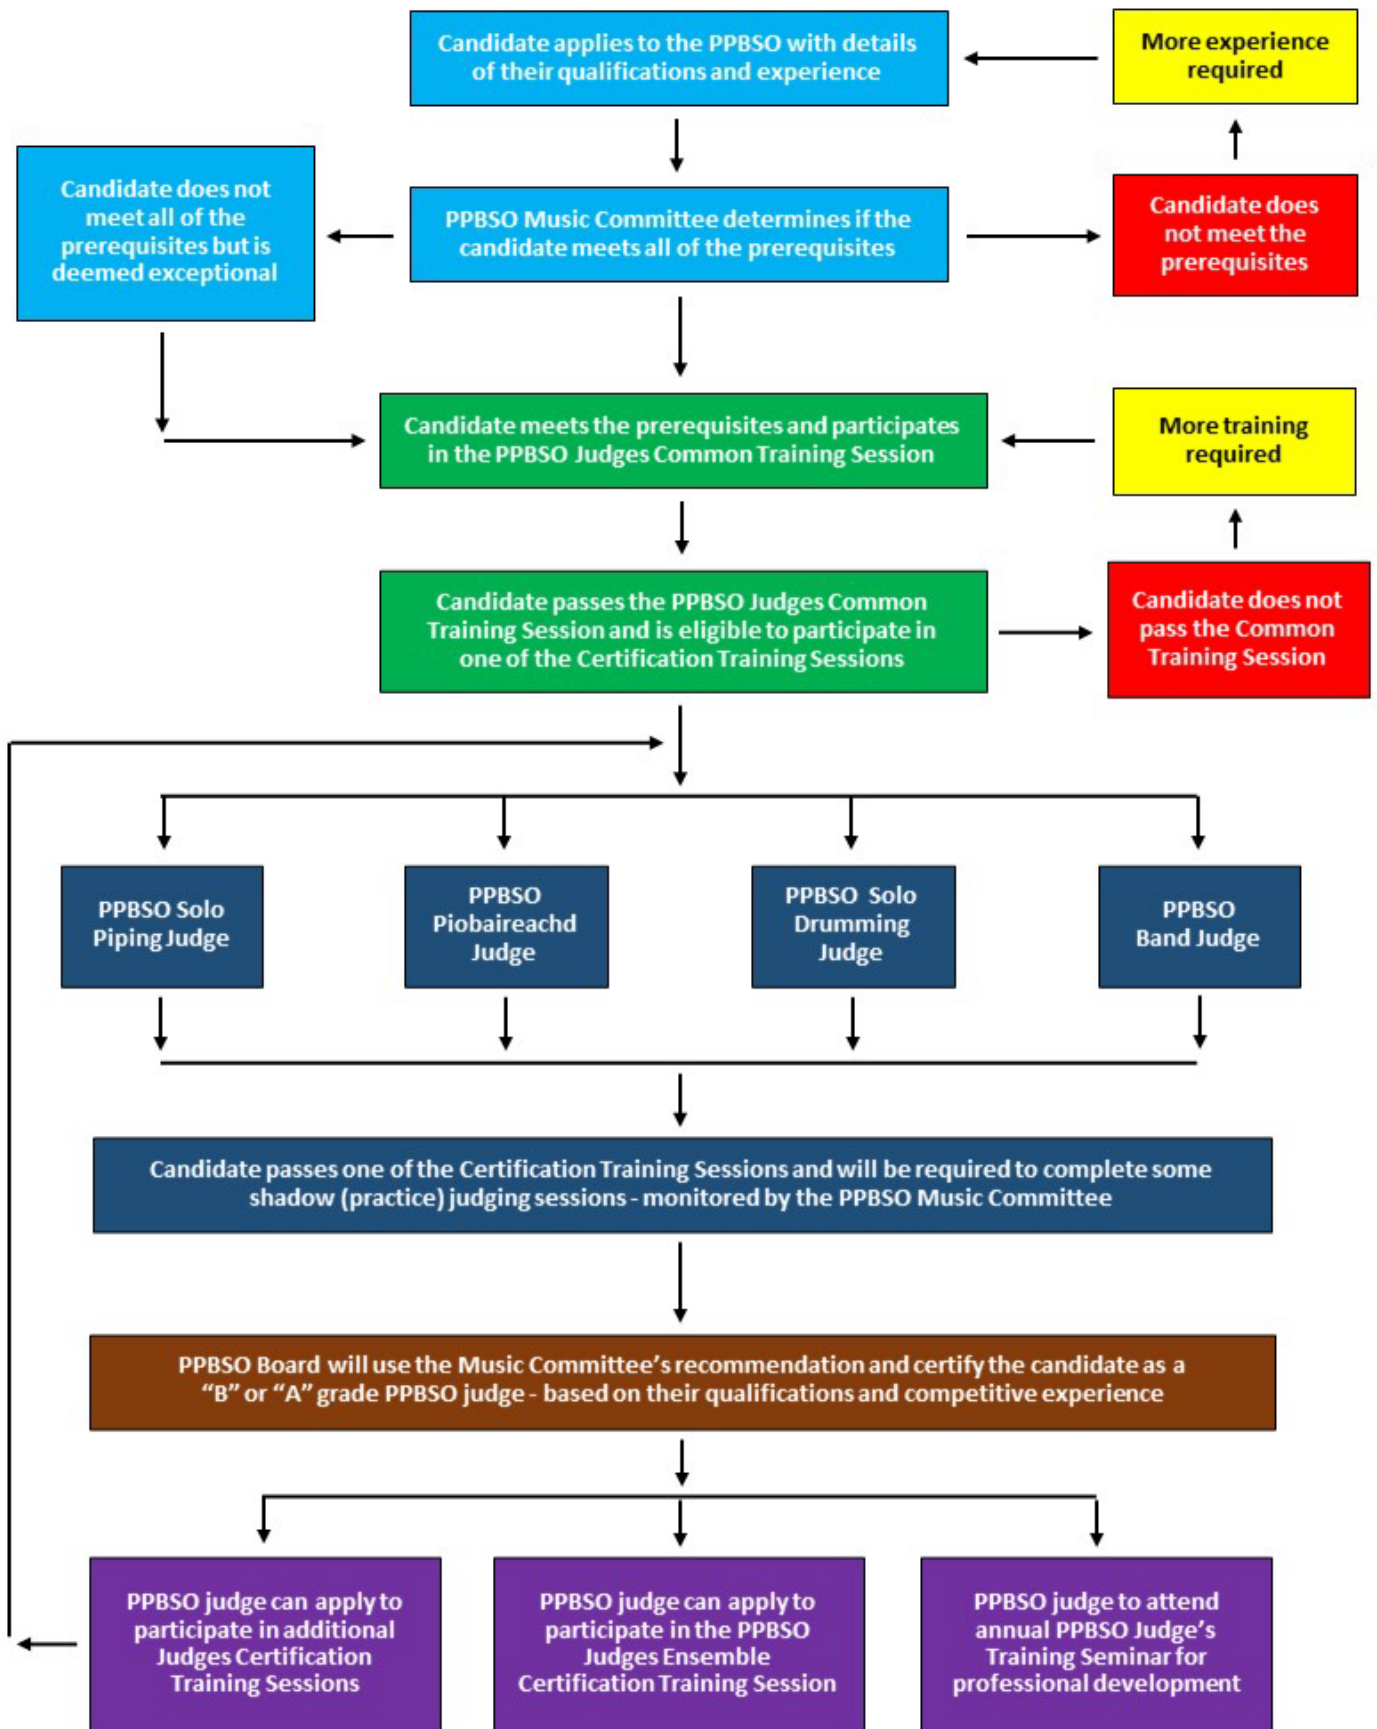 Candidate applies to the PPBSO with details
of their qualifications and experience
More experience
required
Candidate does not
meet all of the
prerequisites but is
deemed exceptional
PPBSO Music Committee determines if the
candidate meets all of the prerequisites
Candidate does
not meet the
prerequisites
Candidate meets the prerequisites and participates
in the PPBSO Judges Common Training Session
More training
required
Candidate passes the PPBSO Judges Common
Training Session and is eligible to participate in
one of the Certification Training Sessions
Candidate does not
pass the Common
Training Session
PPBSO Solo
Piping Judge
PPBSO
Piobaireachd
Judge
PPBSO Solo
Drumming
Judge
PPBSO
Band Judge
Candidate passes one of the Certification Training Sessions and will be required to complete some
shadow (practice) judging sessions - monitored by the PPBSO Music Committee
PPBSO Board will use the Music Committee's recommendation and certify the candidate as a
“B” or “A” grade PPBSO judge - based on their qualifications and competitive experience
PPBSO judge can apply to
participate in additional
Judges Certification
Training Sessions
PPBSO judge can apply to
participate in the PPBSO
Judges Ensemble
Certification Training Session
PPBSO judge to attend
annual PPBSO Judge's
Training Seminar for
professional development